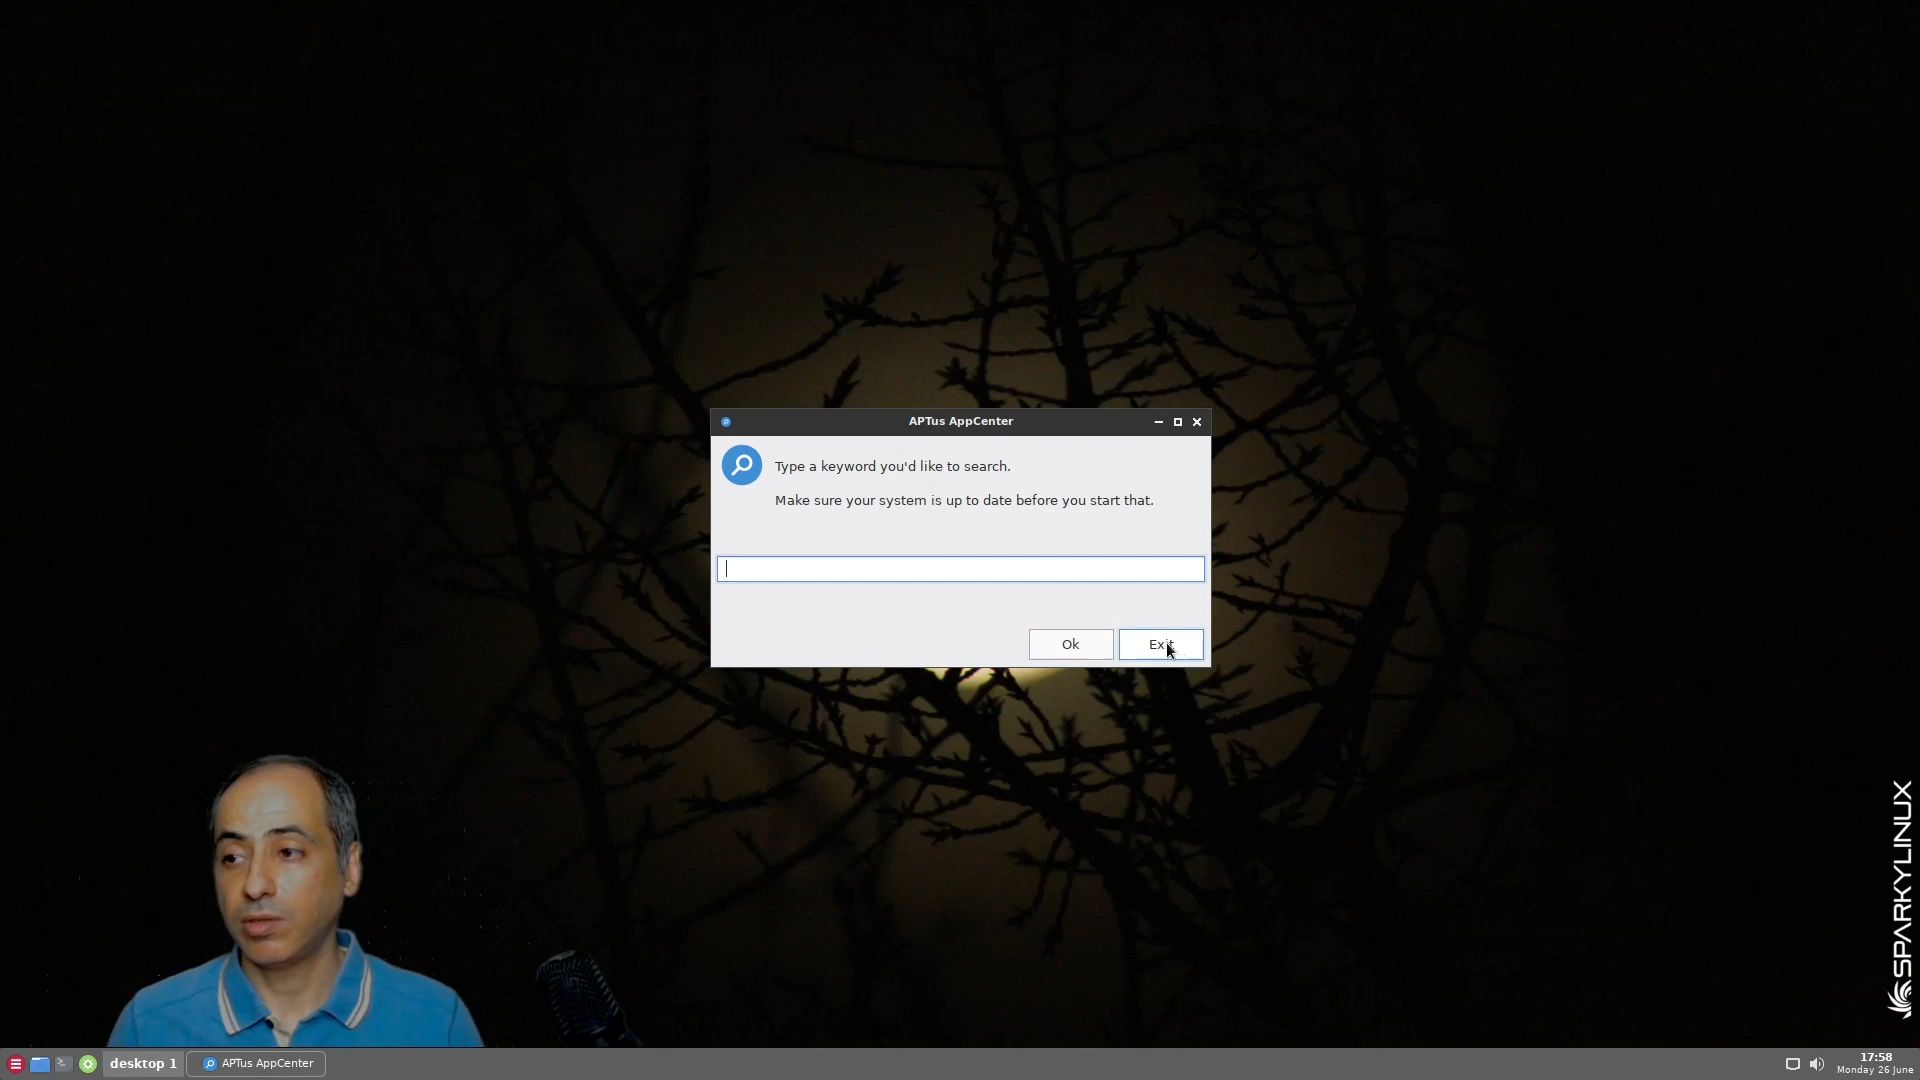 APTus AppCenter
Type a keyword you'd like to search.
Make sure your system is up to date before you start that.
Ok
Exit
SPARKYLINUX
desktop 1
APTus AppCenter
17:58
Monday 26 June